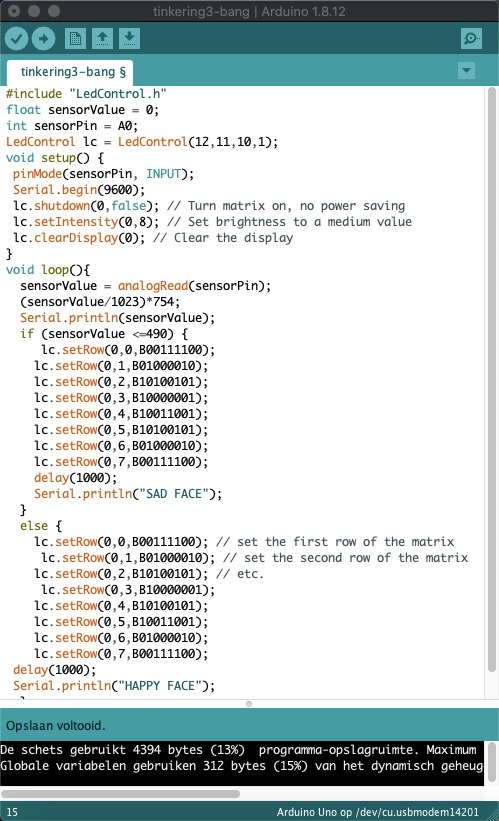 tinkering3-bang | Arduino 1.8.12
tinkering3-bang §
#include "LedControl.h"
float sensorValue = 0;
int sensorPin = A0;
LedControl lc = LedControl(12,11,10,1);
void setup() {
 pinMode(sensorPin, INPUT);
 Serial.begin(9600);
 lc.shutdown(0,false); // Turn matrix on, no power saving
 lc.setIntensity(0,8); // Set brightness to a medium value
 lc.clearDisplay(0); // Clear the display
}
void loop(){
  sensorValue = analogRead(sensorPin);
  (sensorValue/1023)*754;
  Serial.println(sensorValue);
  if (sensorValue <=490) {
     lc.setRow(0,0,B00111100);
    lc.setRow(0,1,B01000010);
    lc.setRow(0,2,B10100101);
    lc.setRow(0,3,B10000001);
    lc.setRow(0,4,B10011001);
    lc.setRow(0,5,B10100101);
    lc.setRow(0,6,B01000010);
    lc.setRow(0,7,B00111100);
    delay(1000);
    Serial.println("SAD FACE");
  }
  else {
    lc.setRow(0,0,B00111100); // set the first row of the matrix
     lc.setRow(0,1,B01000010); // set the second row of the matrix
    lc.setRow(0,2,B10100101); // etc.
     lc.setRow(0,3,B10000001);
    lc.setRow(0,4,B10100101);
    lc.setRow(0,5,B10011001);
    lc.setRow(0,6,B01000010);
    lc.setRow(0,7,B00111100);
 delay(1000);
 Serial.println("HAPPY FACE");
  }
Opslaan voltooid.
De schets gebruikt 4394 bytes (13%)  programma-opslagruimte. Maximum
Globale variabelen gebruiken 312 bytes (15%) van het dynamisch geheug
15
Arduino Uno op /dev/cu.usbmodem14201